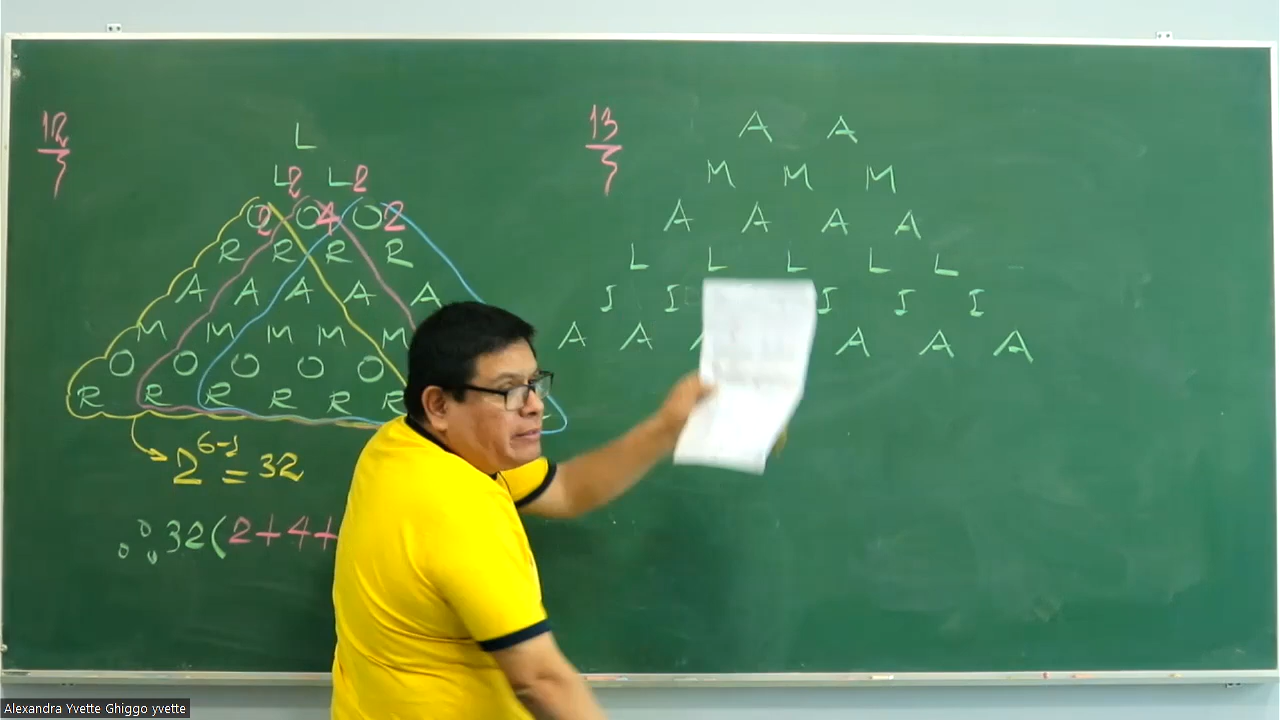 12
L
L2 L2
O2 O4 O2
R R R R
A A A A A
M M M M M
O O O O O
R R R R R R
2^{6-1} = 32
∴ 32(2+4+
13
A A
M M M
A A A A
L L L L L
I I I I I
A A A A A A
Alexandra Yvette Ghiggo yvette